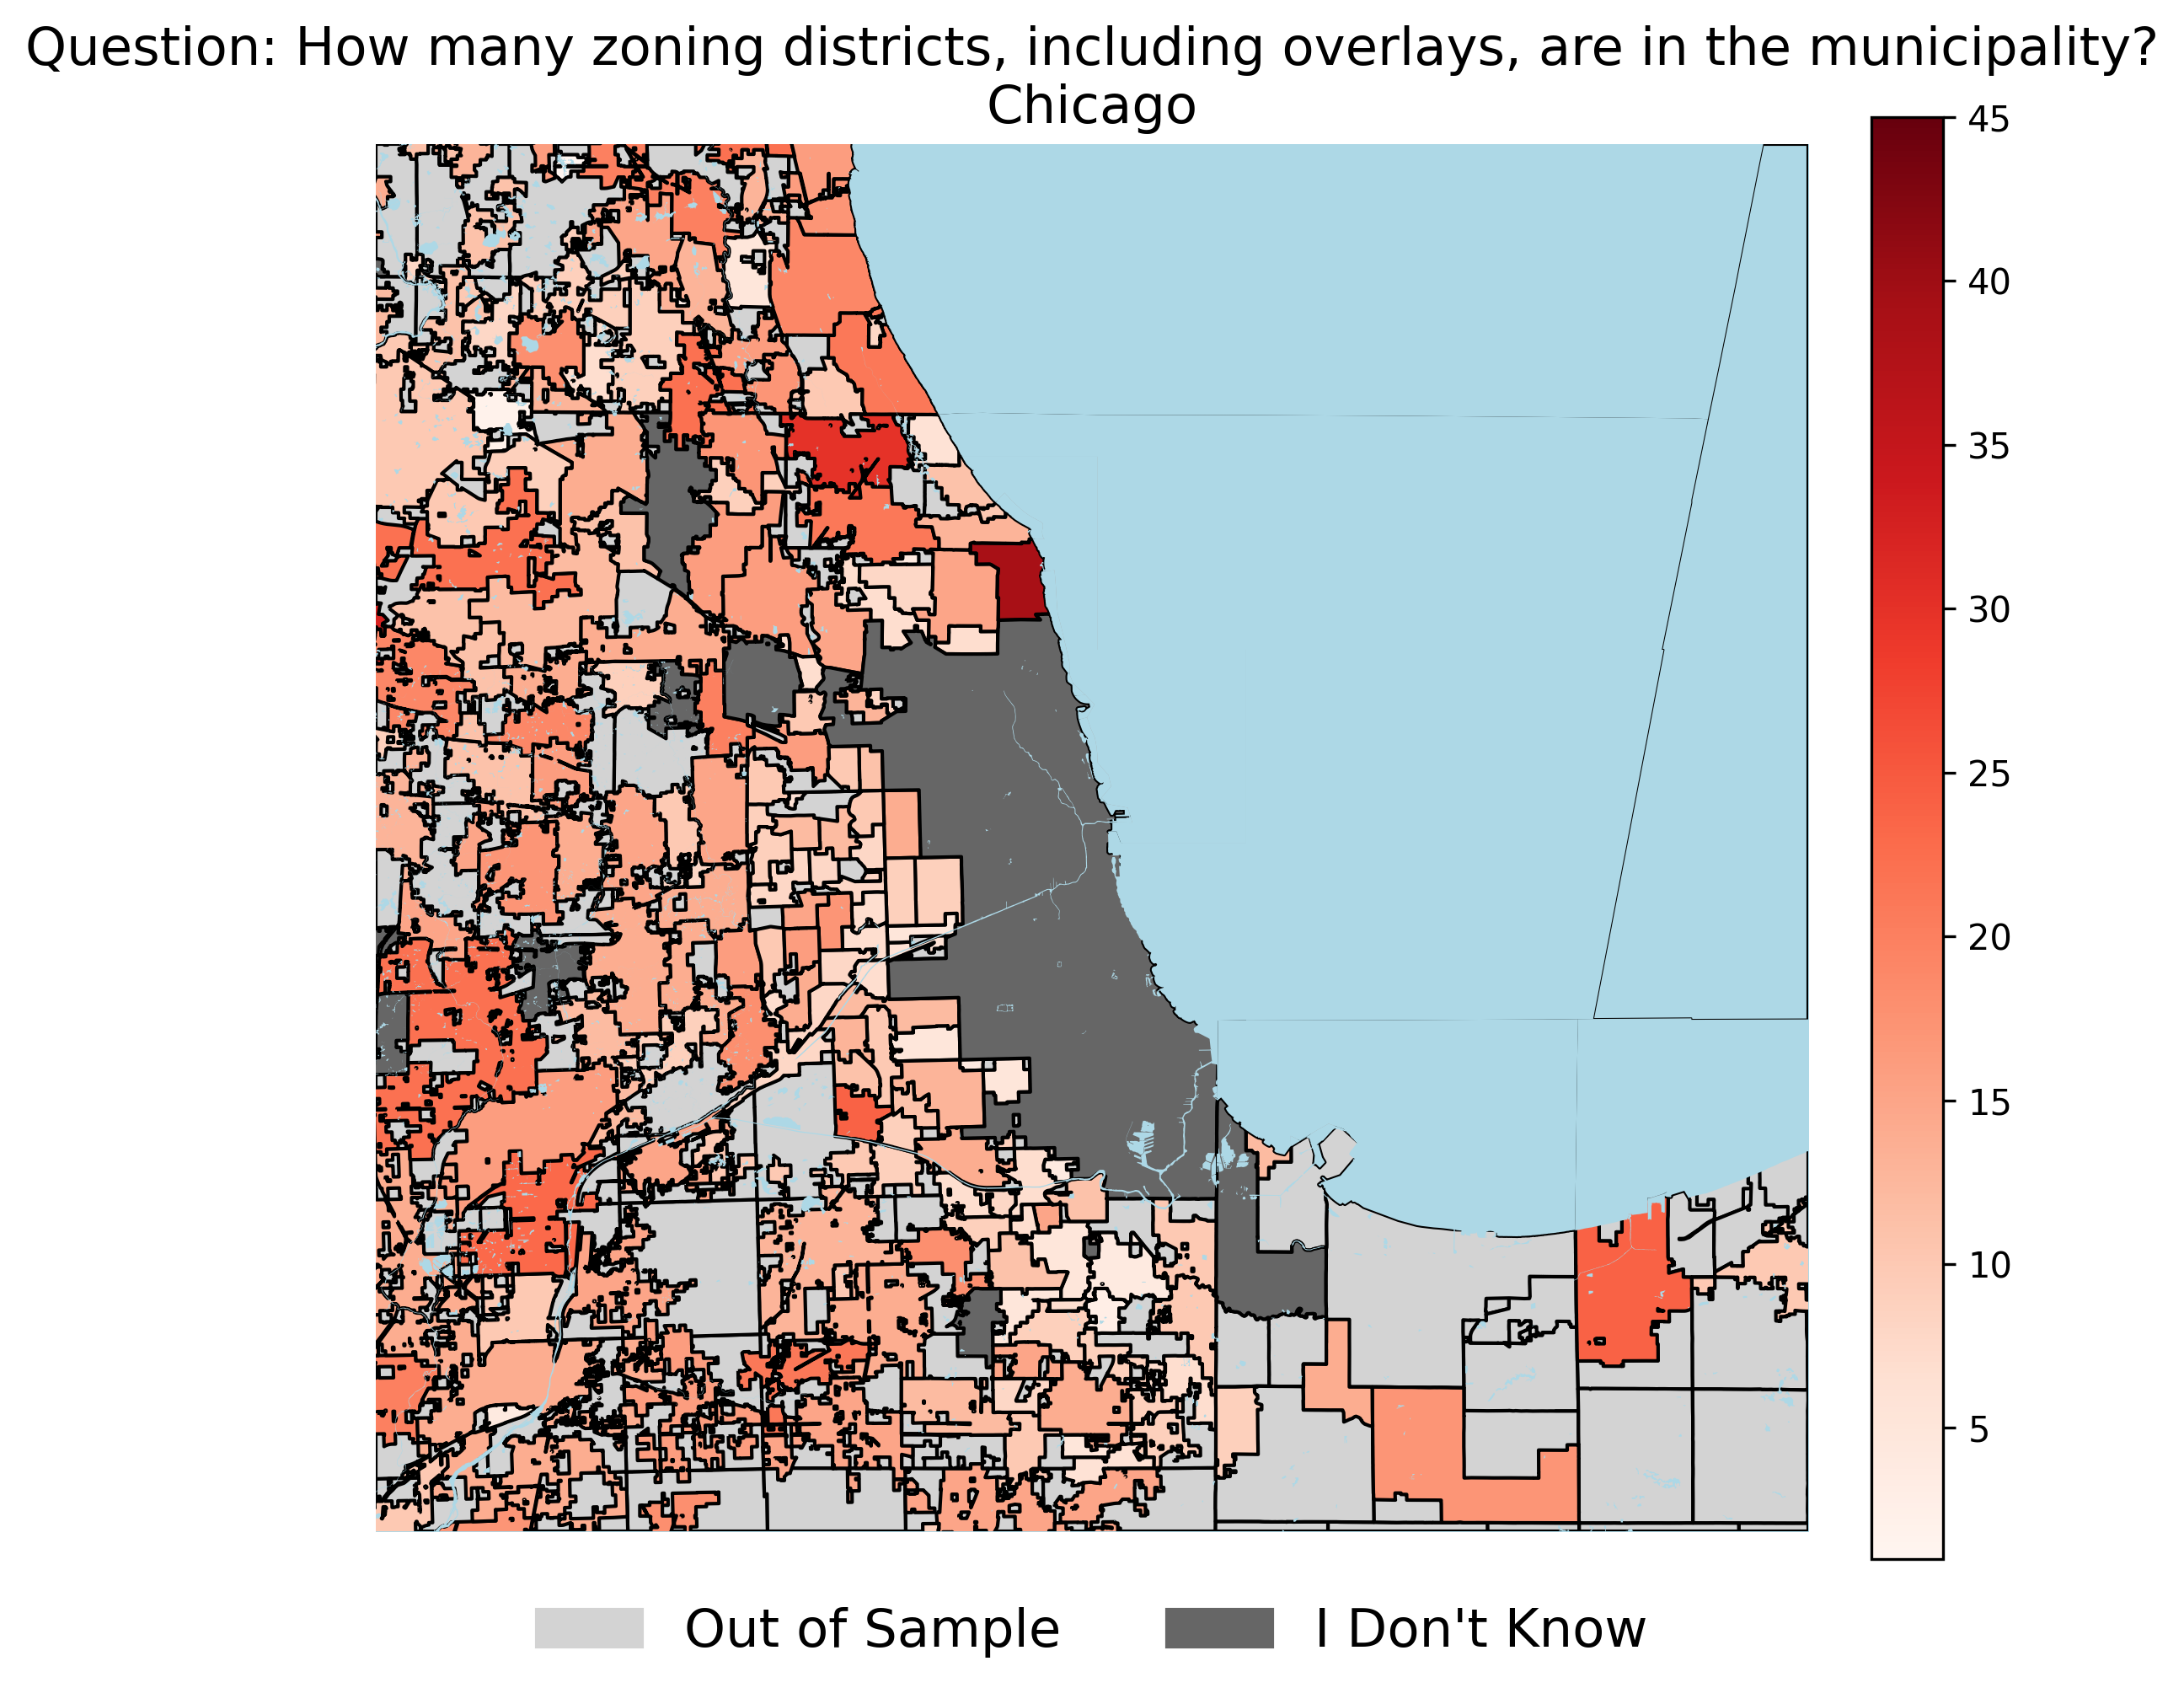 Question: How many zoning districts, including overlays, are in the municipality?
Chicago
45
40
35
30
25
20
15
10
5
Out of Sample
I Don't Know